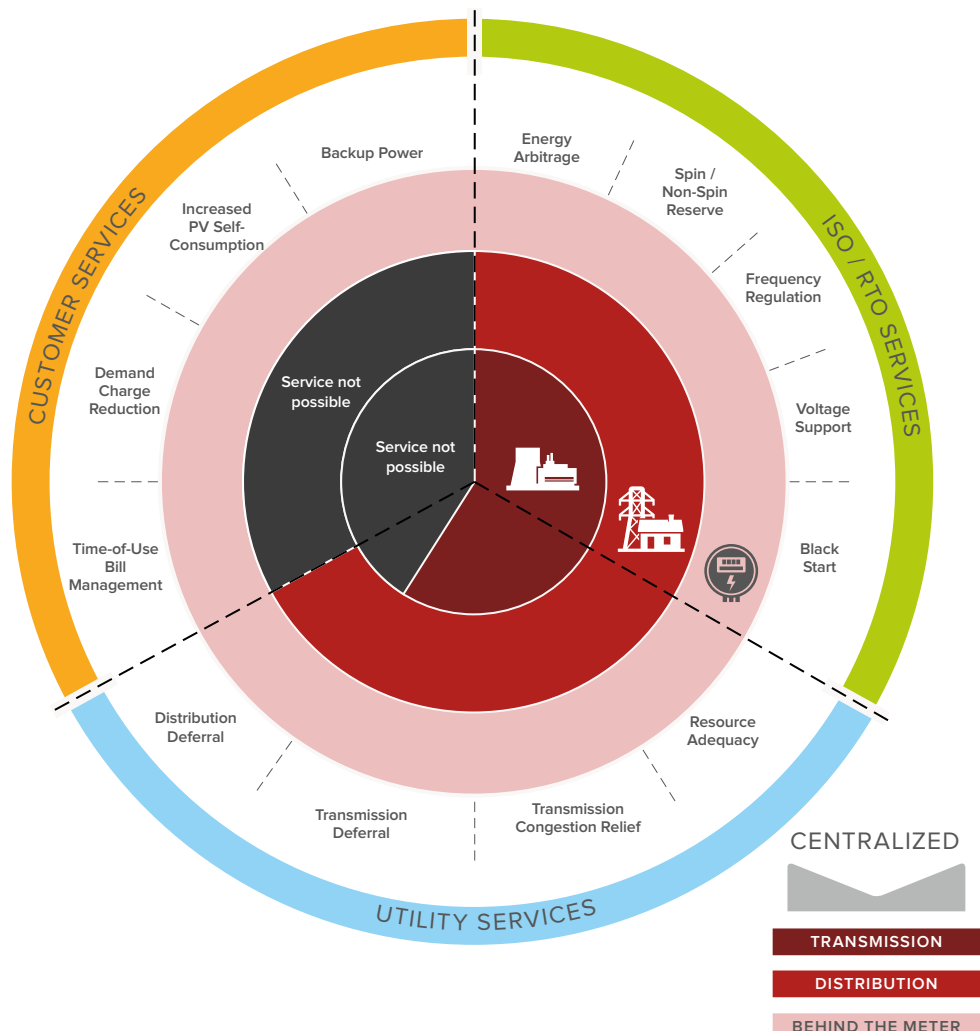 Backup Power
Energy
Arbitrage
Spin /
Non-Spin
Reserve
Increased
PV Self-
Consumption
CUSTOMER SERVICES
ISO / RTO SERVICES
Frequency
Regulation
Demand
Charge
Reduction
Service not
possible
Service not
possible
Voltage
Support
Time-of-Use
Bill
Management
Black
Start
Distribution
Deferral
Resource
Adequacy
Transmission
Deferral
Transmission
Congestion Relief
UTILITY SERVICES
CENTRALIZED
TRANSMISSION
DISTRIBUTION
BEHIND THE METER